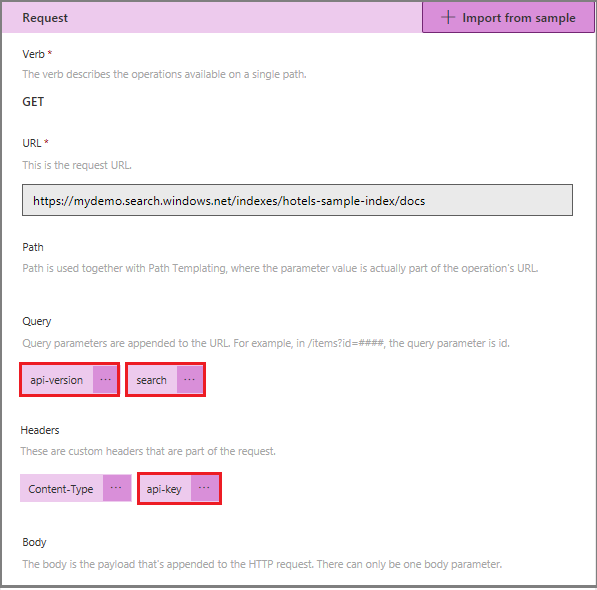 Request
+ Import from sample
Verb *
The verb describes the operations available on a single path.
GET
URL *
This is the request URL.
https://mydemo.search.windows.net/indexes/hotels-sample-index/docs
Path
Path is used together with Path Templating, where the parameter value is actually part of the operation's URL.
Query
Query parameters are appended to the URL. For example, in /items?id=####, the query parameter is id.
api-version ... search ...
Headers
These are custom headers that are part of the request.
Content-Type ... api-key ...
Body
The body is the payload that's appended to the HTTP request. There can only be one body parameter.